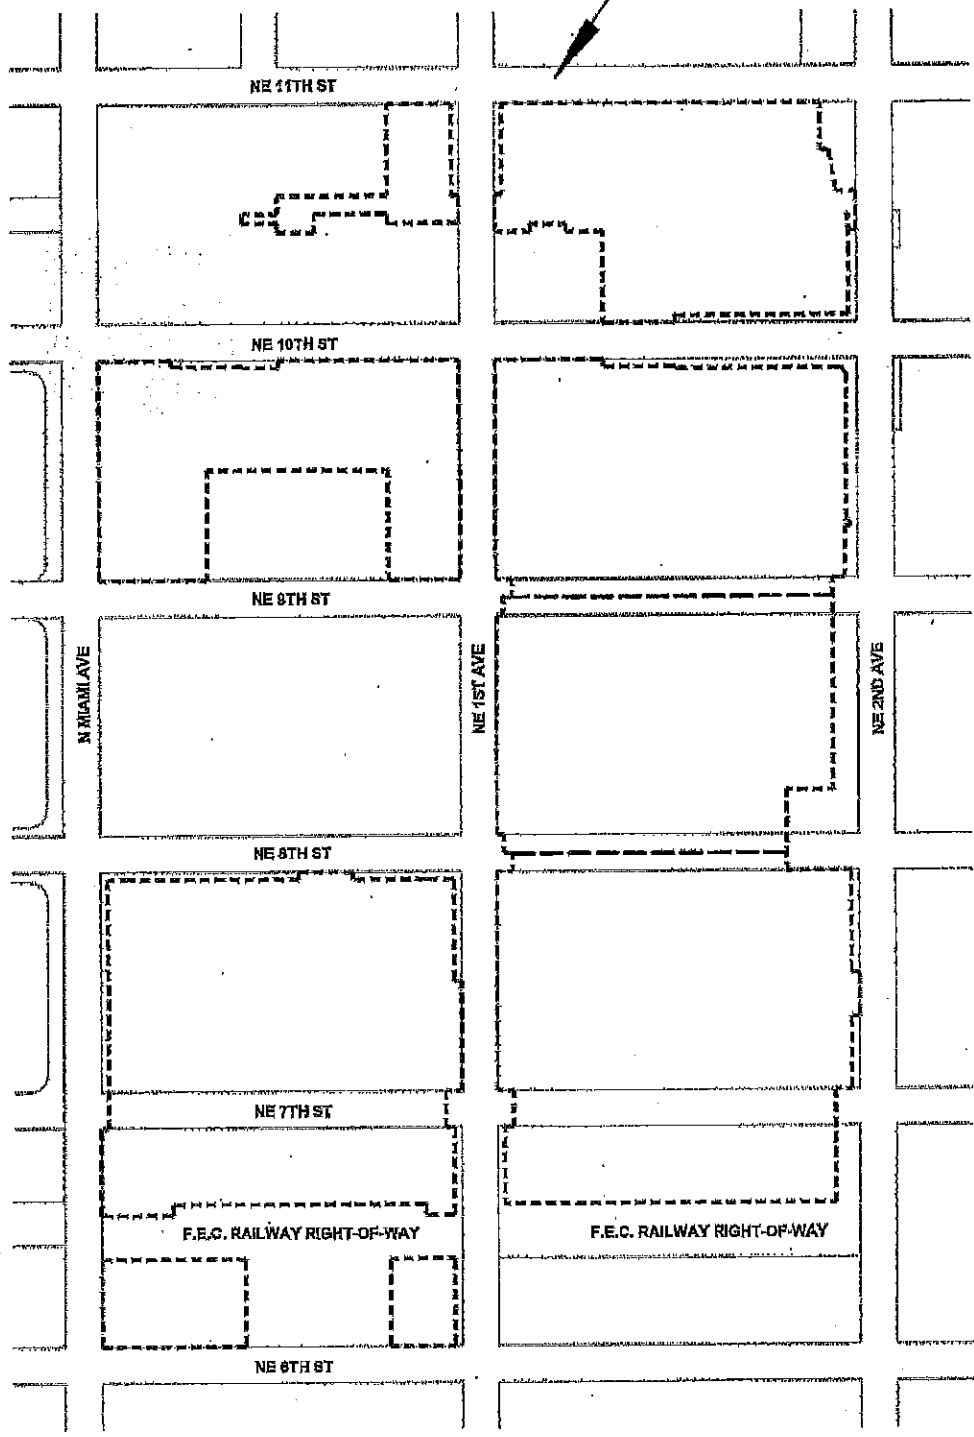 NE 11TH ST
NE 10TH ST
NE 9TH ST
N MIAMI AVE
NE 1ST AVE
NE 2ND AVE
NE 8TH ST
NE 7TH ST
F.E.C. RAILWAY RIGHT-OF-WAY
F.E.C. RAILWAY RIGHT-OF-WAY
NE 6TH ST